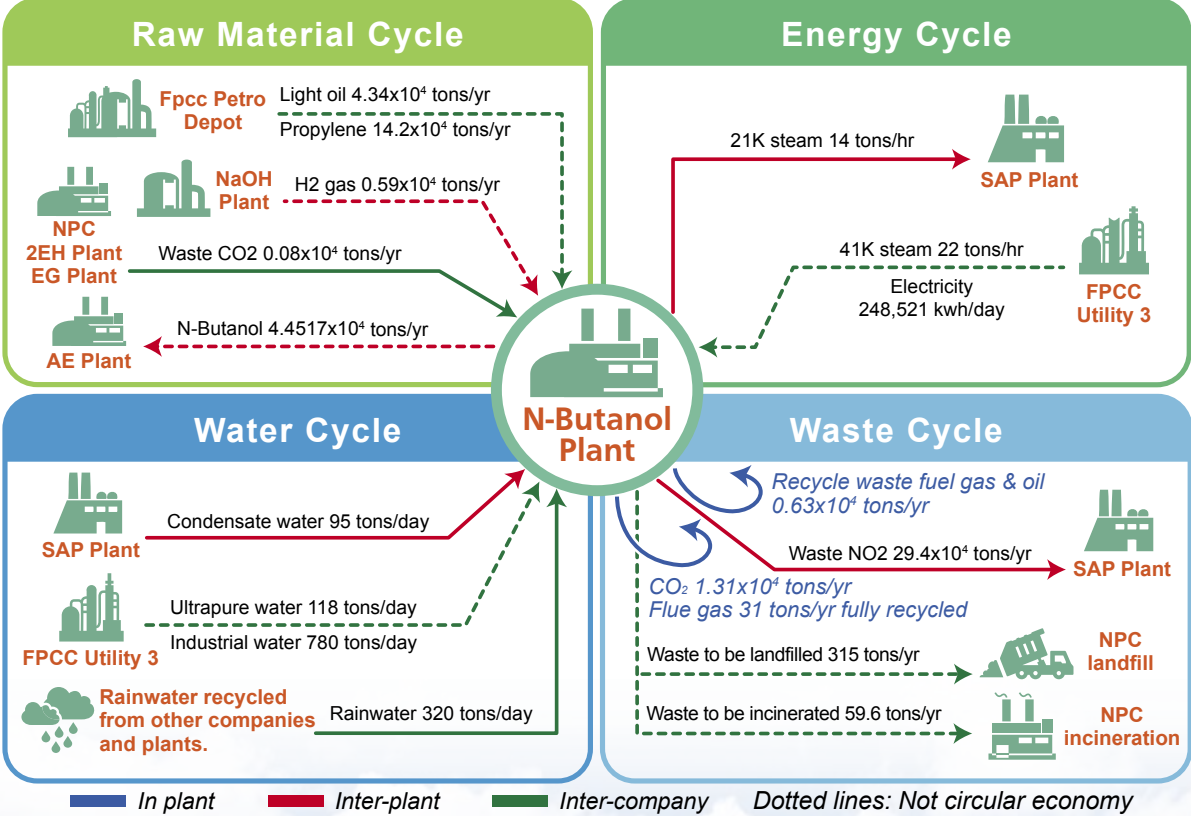 Raw Material Cycle
Fpcc Petro
Depot
Light oil 4.34x10⁴ tons/yr
Propylene 14.2x10⁴ tons/yr
NaOH
Plant
H2 gas 0.59x10⁴ tons/yr
NPC
2EH Plant
EG Plant
Waste CO2 0.08x10⁴ tons/yr
N-Butanol 4.4517x10⁴ tons/yr
AE Plant
Energy Cycle
21K steam 14 tons/hr
SAP Plant
41K steam 22 tons/hr
Electricity
248,521 kwh/day
FPCC
Utility 3
N-Butanol
Plant
Water Cycle
Condensate water 95 tons/day
SAP Plant
Ultrapure water 118 tons/day
Industrial water 780 tons/day
FPCC Utility 3
Rainwater recycled
from other companies
and plants.
Rainwater 320 tons/day
Waste Cycle
Recycle waste fuel gas & oil
0.63x10⁴ tons/yr
Waste NO2 29.4x10⁴ tons/yr
SAP Plant
CO₂ 1.31x10⁴ tons/yr
Flue gas 31 tons/yr fully recycled
Waste to be landfilled 315 tons/yr
NPC
landfill
Waste to be incinerated 59.6 tons/yr
NPC
incineration
In plant
Inter-plant
Inter-company
Dotted lines: Not circular economy